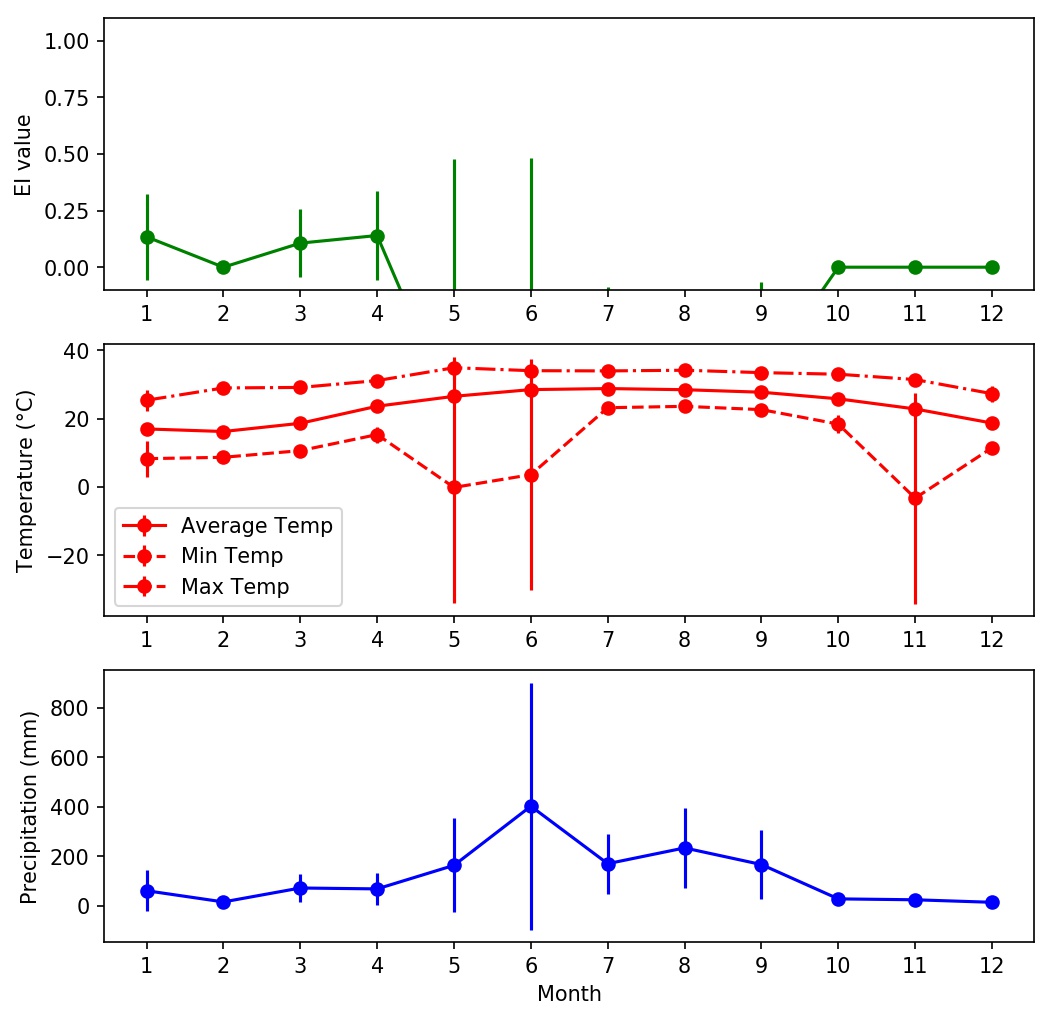 1.00
0.75
0.50
0.25
0.00
EI value
1 2 3 4 5 6 7 8 9 10 11 12
40
20
0
−20
Temperature (°C)
Average Temp
Min Temp
Max Temp
1 2 3 4 5 6 7 8 9 10 11 12
800
600
400
200
0
Precipitation (mm)
1 2 3 4 5 6 7 8 9 10 11 12
Month